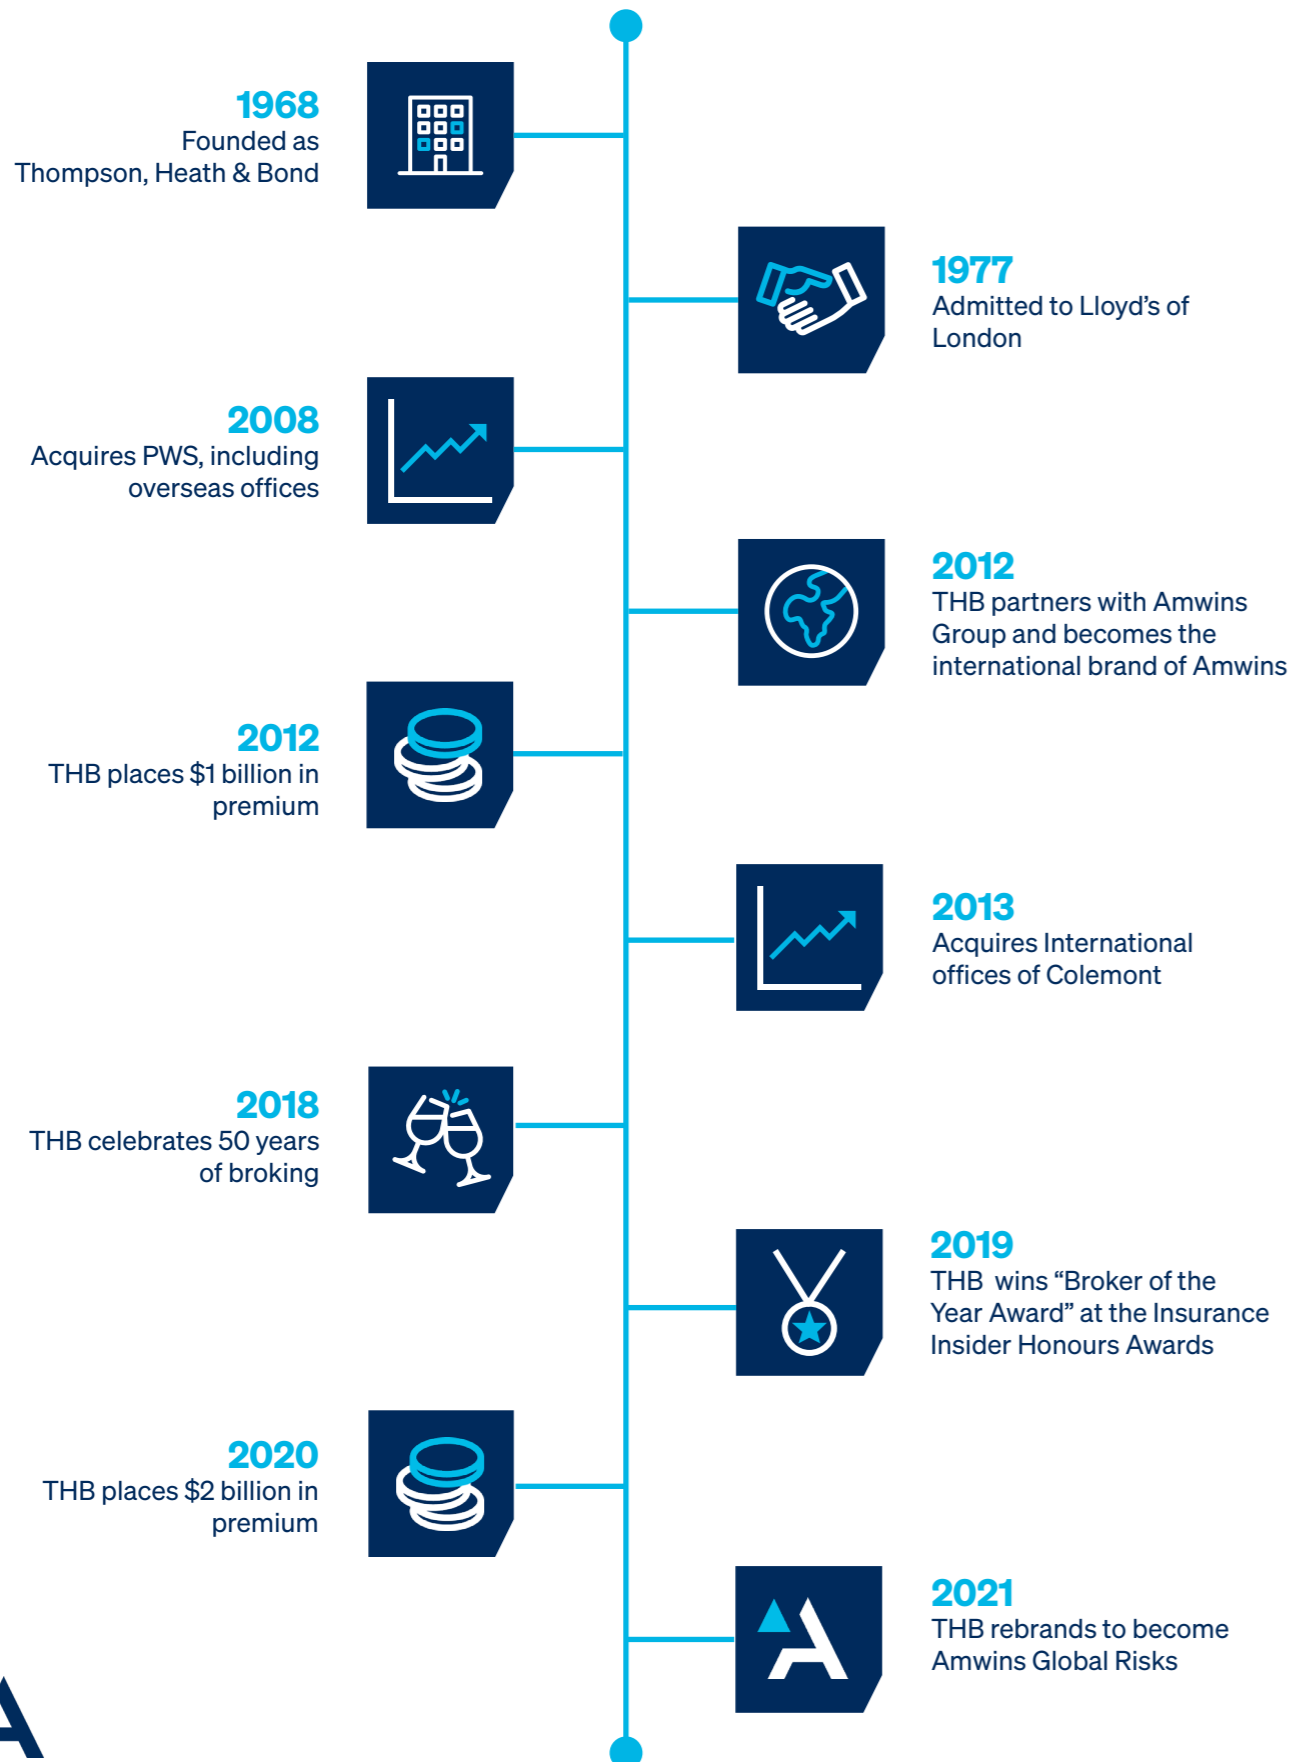 1968
Founded as
Thompson, Heath & Bond
1977
Admitted to Lloyd’s of
London
2008
Acquires PWS, including
overseas offices
2012
THB partners with Amwins
Group and becomes the
international brand of Amwins
2012
THB places $1 billion in
premium
2013
Acquires International
offices of Colemont
2018
THB celebrates 50 years
of broking
2019
THB  wins “Broker of the
Year Award” at the Insurance
Insider Honours Awards
2020
THB places $2 billion in
premium
2021
THB rebrands to become
Amwins Global Risks